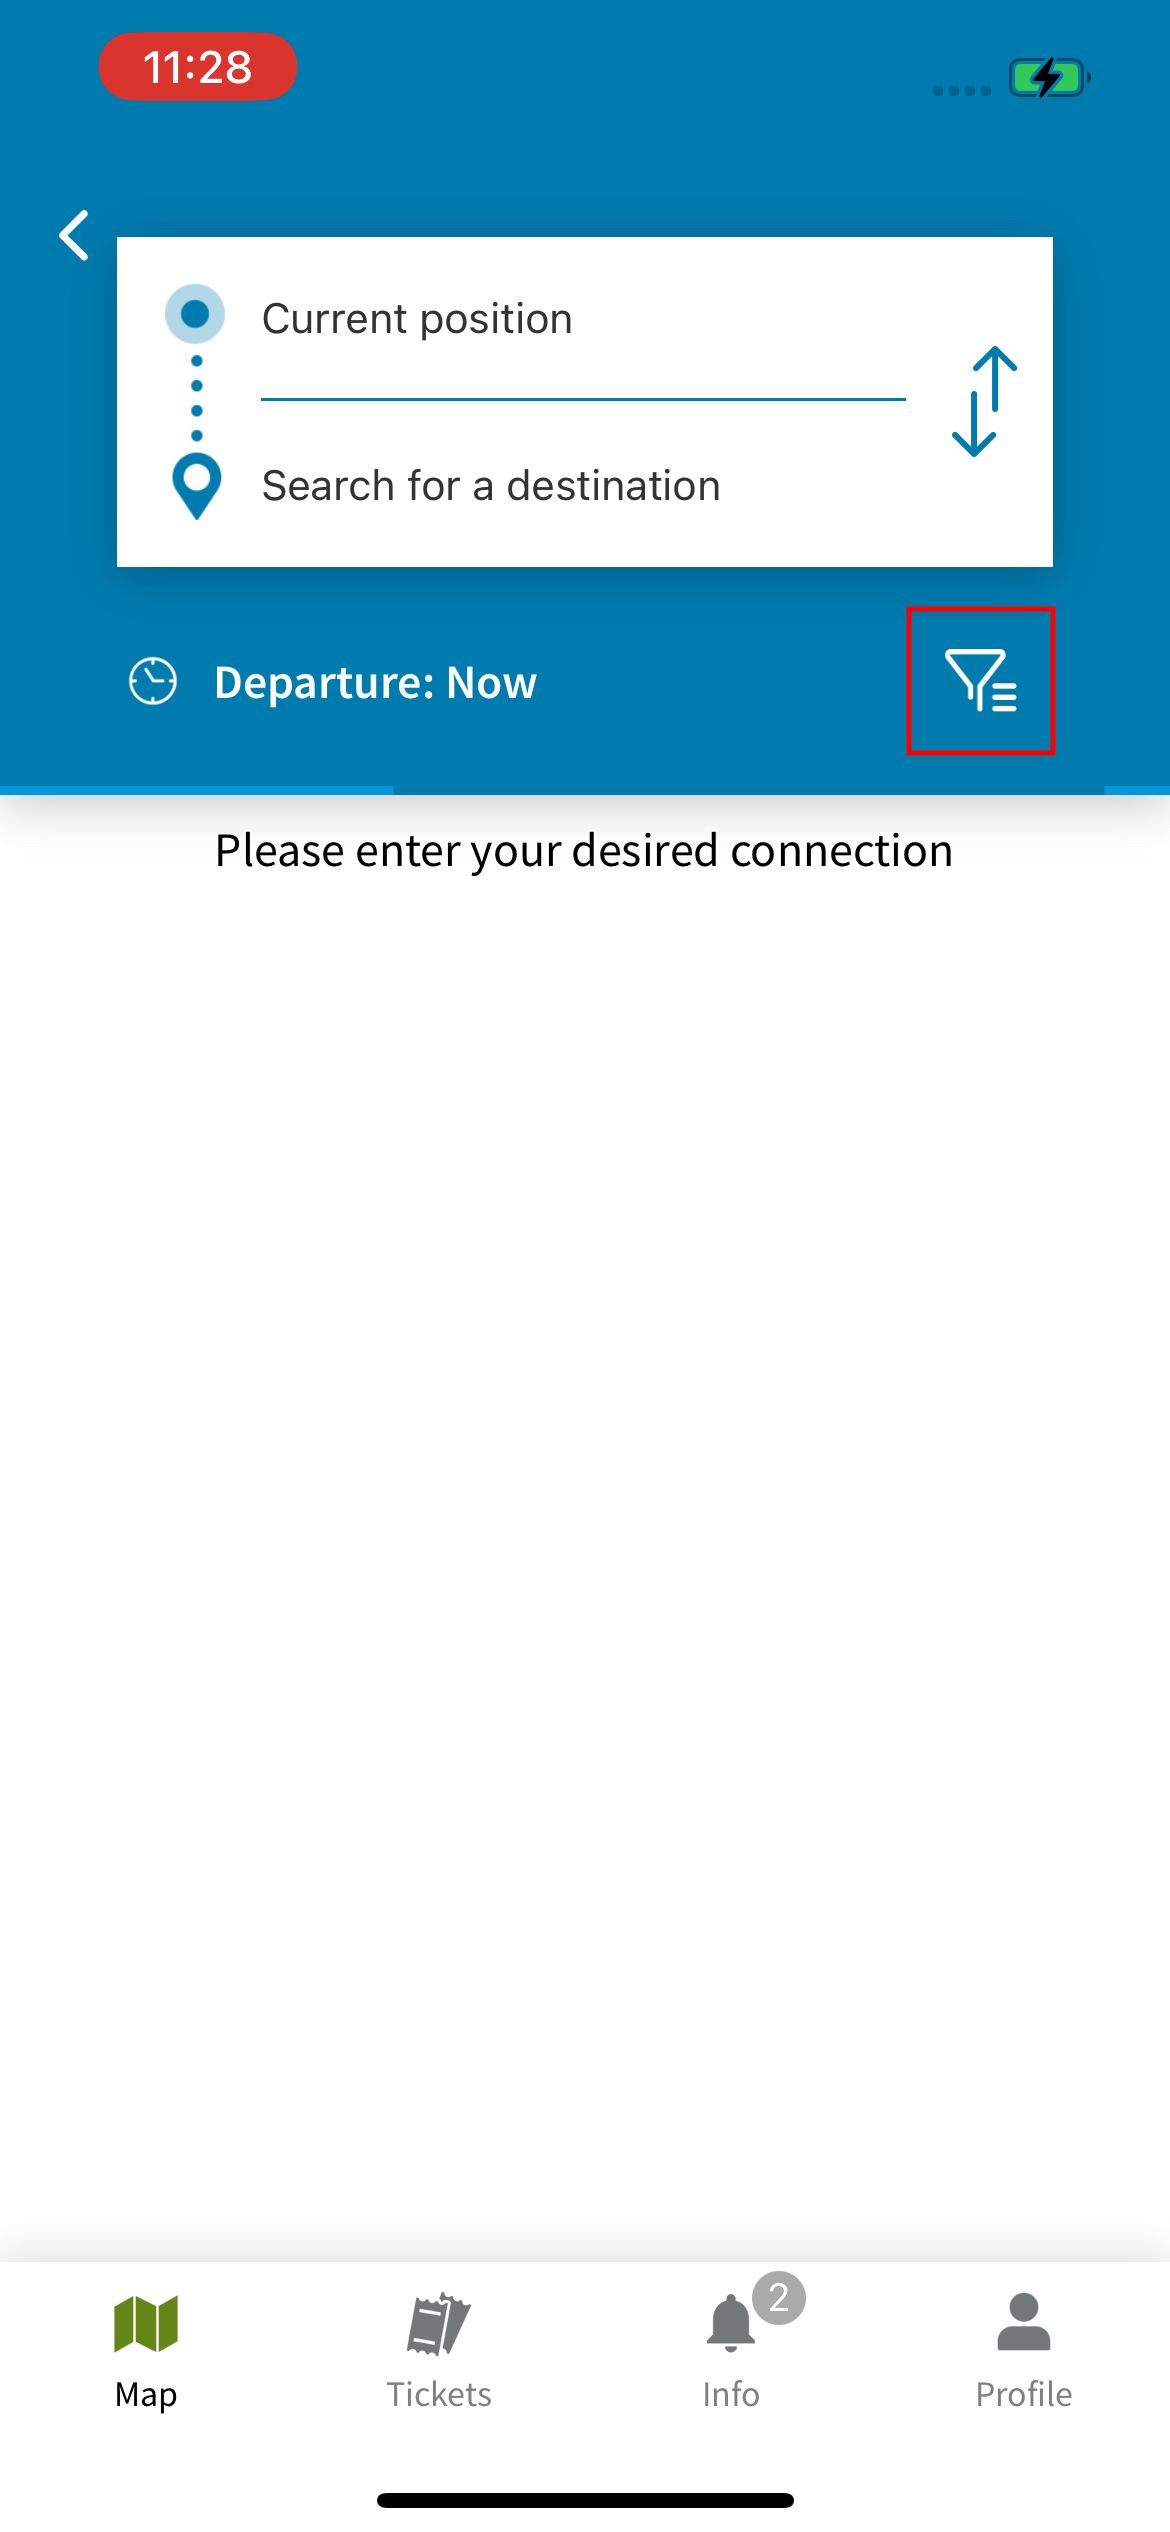 11:28
Current position
Search for a destination
Departure: Now
Please enter your desired connection
2
Map
Tickets
Info
Profile